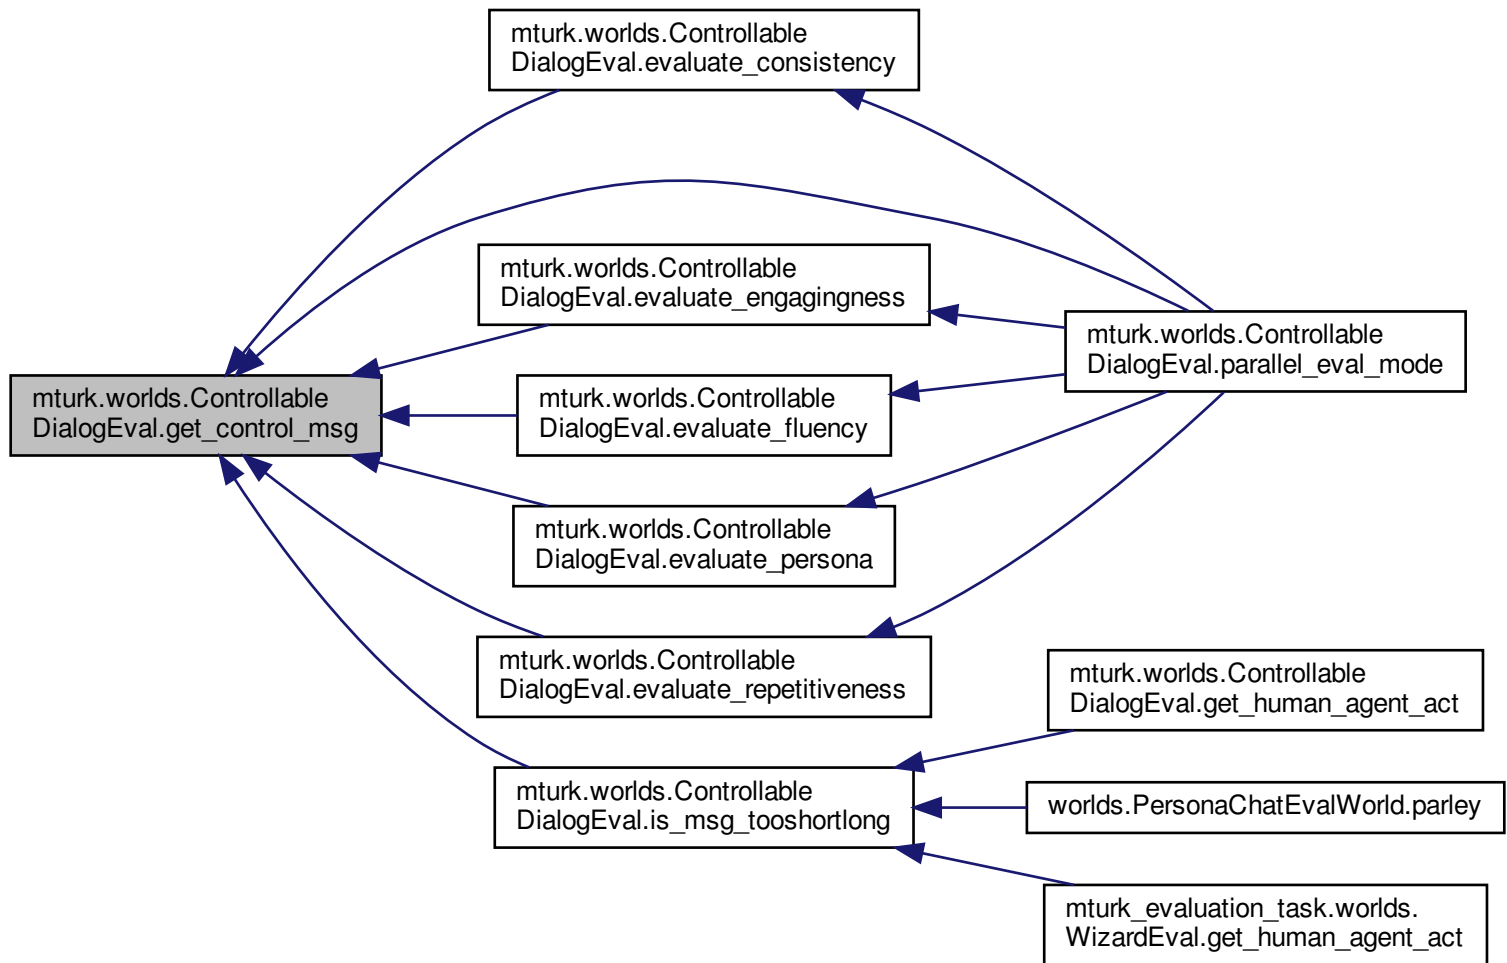 mturk.worlds.Controllable
DialogEval.evaluate_consistency
mturk.worlds.Controllable
DialogEval.evaluate_engagingness
mturk.worlds.Controllable
DialogEval.parallel_eval_mode
mturk.worlds.Controllable
DialogEval.get_control_msg
mturk.worlds.Controllable
DialogEval.evaluate_fluency
mturk.worlds.Controllable
DialogEval.evaluate_persona
mturk.worlds.Controllable
DialogEval.evaluate_repetitiveness
mturk.worlds.Controllable
DialogEval.get_human_agent_act
mturk.worlds.Controllable
DialogEval.is_msg_tooshortlong
worlds.PersonaChatEvalWorld.parley
mturk_evaluation_task.worlds.
WizardEval.get_human_agent_act